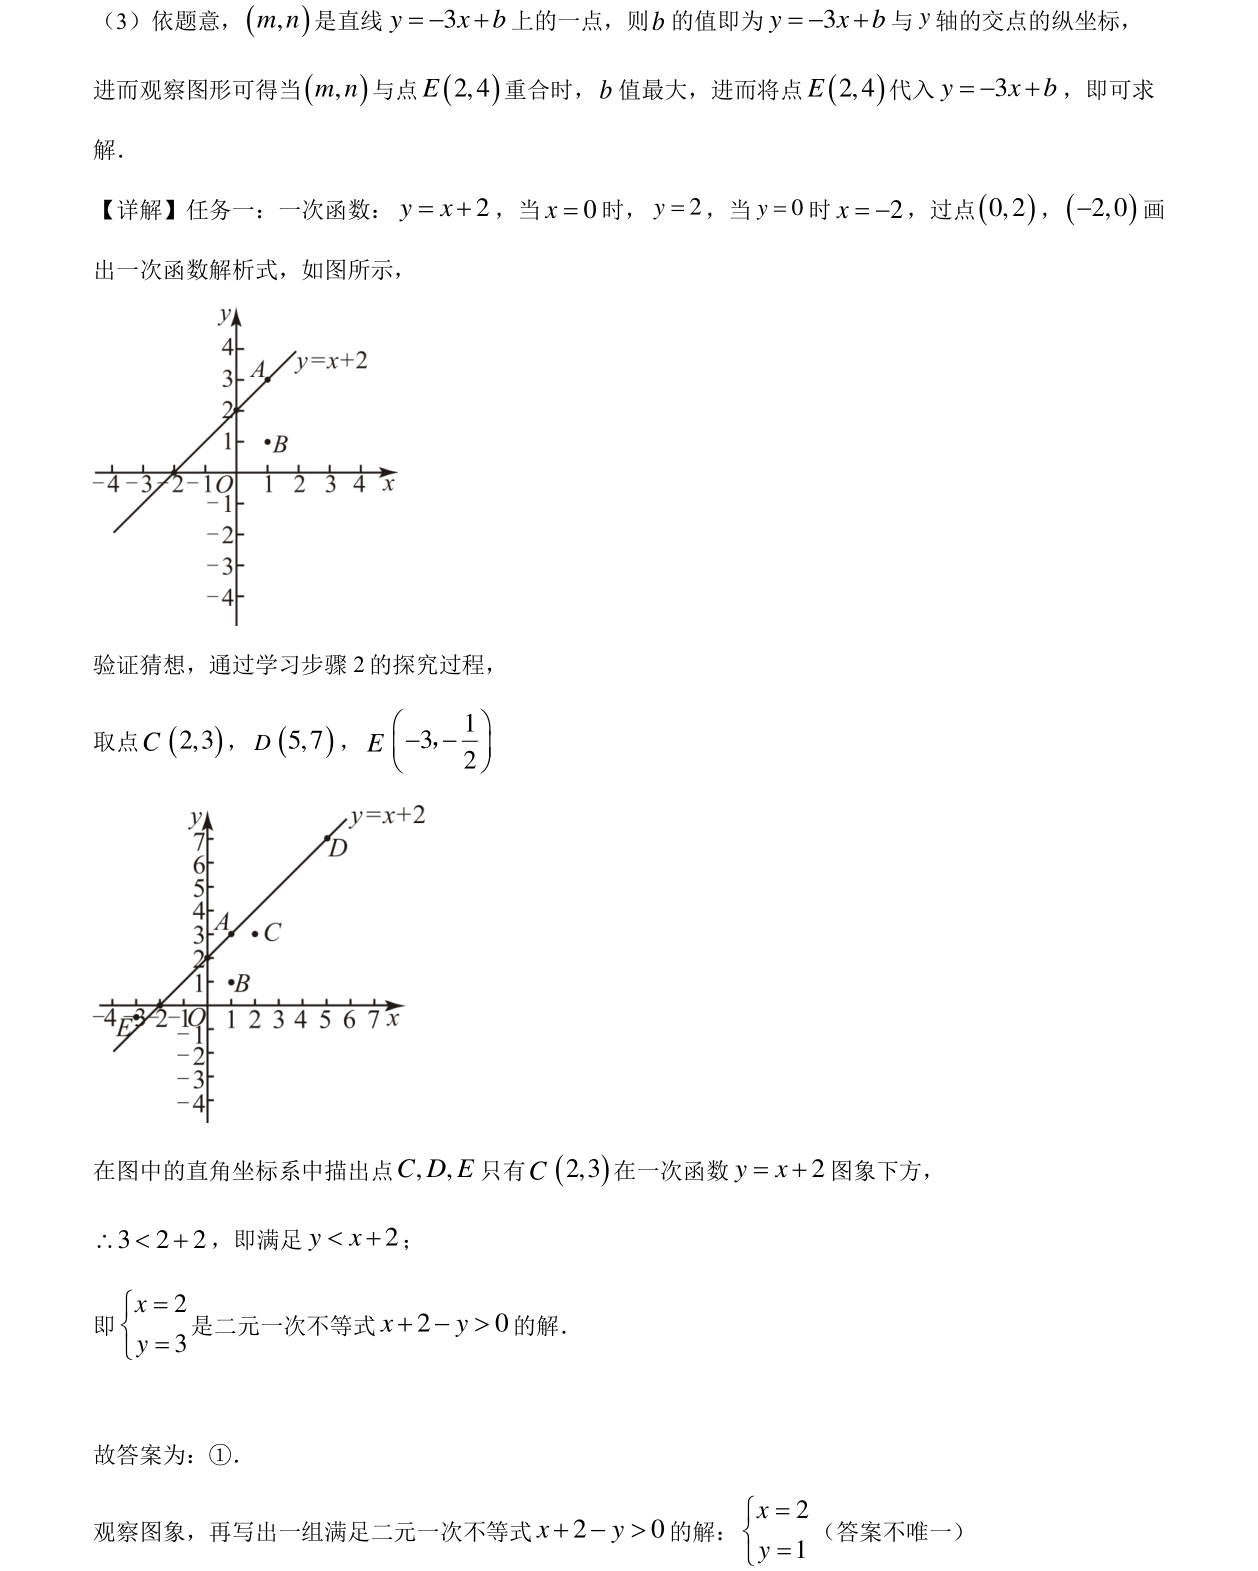 （3）依题意，(m,n)是直线 y=−3x+b 上的一点，则b 的值即为 y=−3x+b 与 y 轴的交点的纵坐标，
进而观察图形可得当(m,n)与点E(2,4)重合时，b 值最大，进而将点E(2,4)代入 y=−3x+b，即可求
解．
【详解】任务一：一次函数：y=x+2，当x=0时，y=2，当y=0时x=−2，过点(0,2)，(−2,0)画
出一次函数解析式，如图所示，
y
4
y=x+2
A
3
2
1
B
−4 −3 −2 −1 O 1 2 3 4 x
−1
−2
−3
−4
验证猜想，通过学习步骤 2 的探究过程，
取点C (2,3)，D (5,7)，E (−3,−1/2)
y
y=x+2
7
D
6
5
4
A
3
C
2
1
B
−4 −3 −2 −1 O 1 2 3 4 5 6 7 x
E
−1
−2
−3
−4
在图中的直角坐标系中描出点C,D,E 只有C (2,3)在一次函数 y=x+2图象下方，
∴3<2+2，即满足 y<x+2；
即{x=2 y=3 是二元一次不等式x+2−y>0的解．
故答案为：①．
观察图象，再写出一组满足二元一次不等式x+2−y>0的解：{x=2 y=1（答案不唯一）